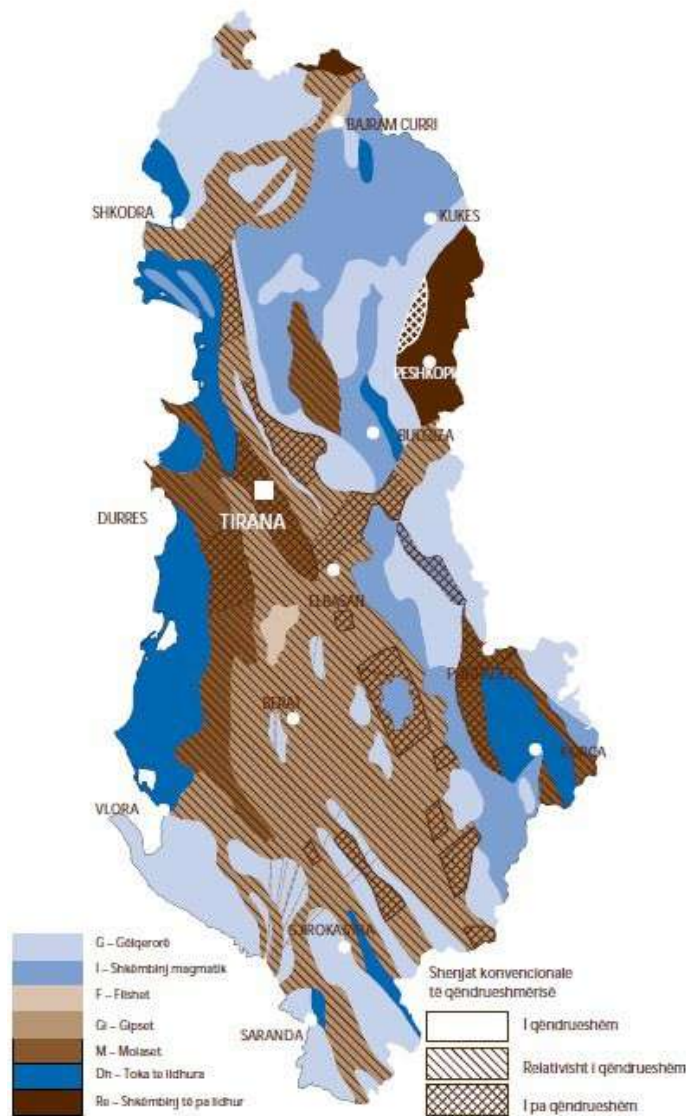 BAJRAM CURRI
SHKODRA
KUKES
PESHKOPI
BULQIZA
DURRES
TIRANA
ELBASAN
BERAT
KORCA
VLORA
GJIROKASTRA
SARANDA
G – Gëlqerorë
I – Shkëmbinj magmatik
F – Flishet
Gi – Gipset
M – Molaset
Dh – Toka te lidhura
Re – Shkëmbinj të pa lidhur
Shenjat konvencionale
të qëndrueshmërisë
I qëndrueshëm
Relativisht i qëndrueshëm
I pa qëndrueshëm